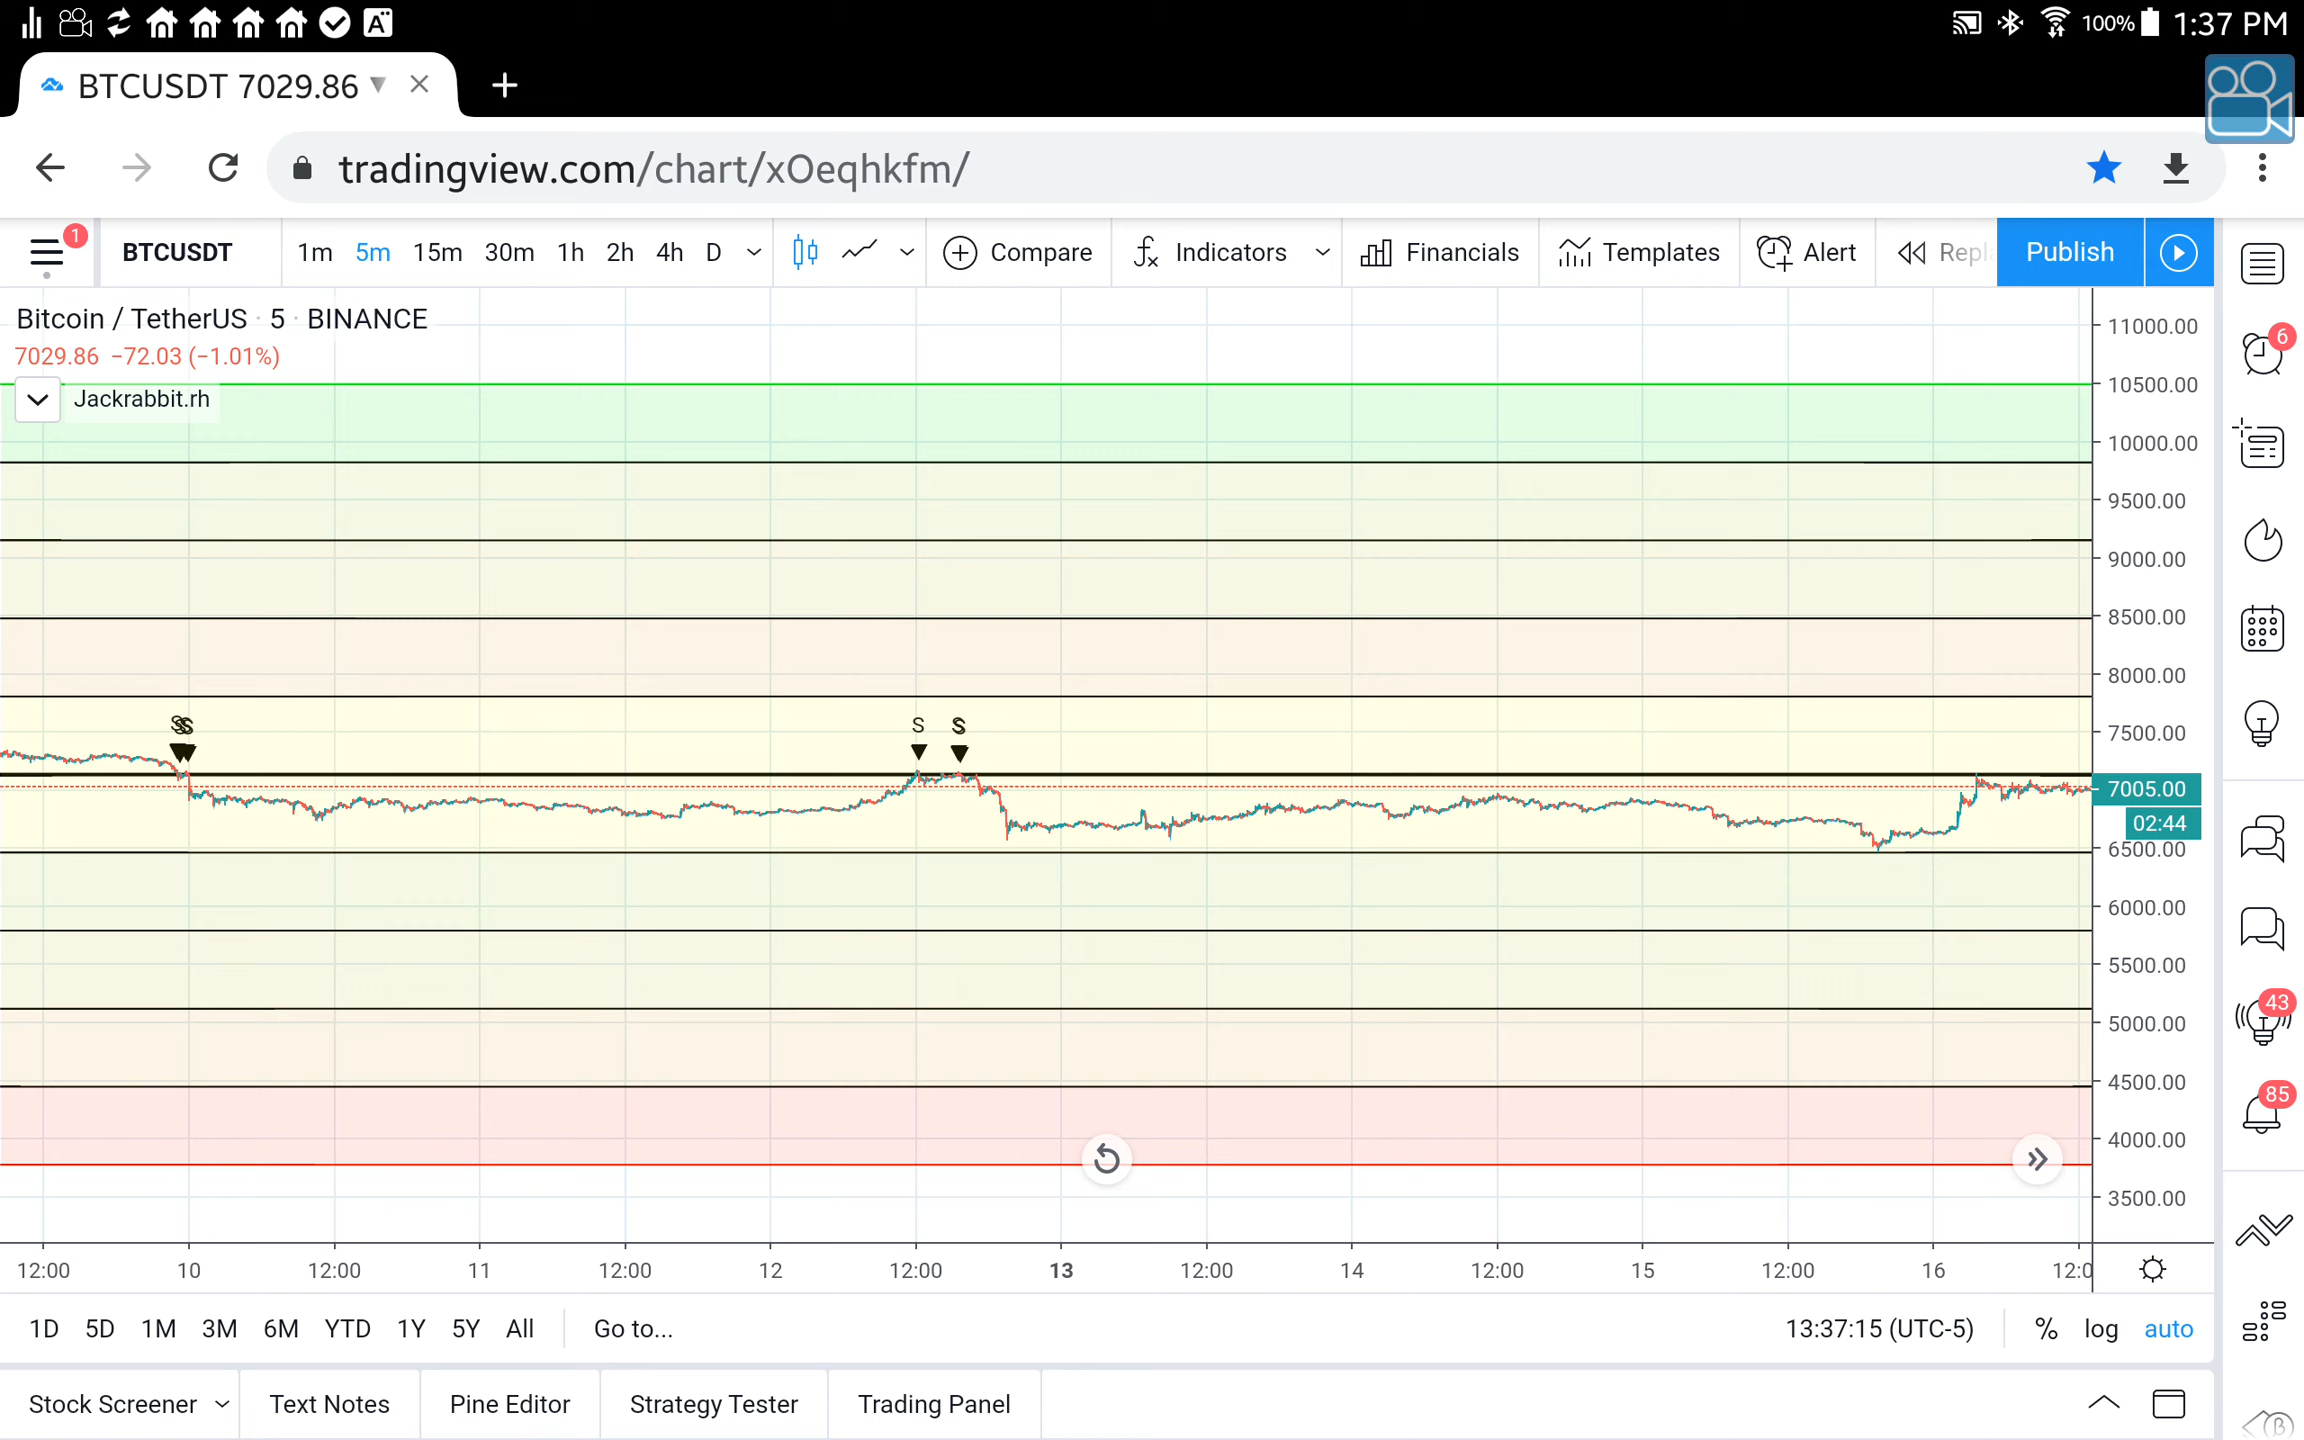 100% 1:37 PM
BTCUSDT 7029.86 ▼
tradingview.com/chart/xOeqhkfm/
1
BTCUSDT 1m 5m 15m 30m 1h 2h 4h D Compare Indicators Financials Templates Alert Publish
Bitcoin / TetherUS · 5 · BINANCE
7029.86 −72.03 (−1.01%)
Jackrabbit.rh
11000.00
10500.00
10000.00
9500.00
9000.00
8500.00
8000.00
7500.00
7005.00
02:44
6500.00
6000.00
5500.00
5000.00
4500.00
4000.00
3500.00
S S S S
6
43
85
12:00 10 12:00 11 12:00 12 12:00 13 12:00 14 12:00 15 12:00 16
1D 5D 1M 3M 6M YTD 1Y 5Y All Go to... 13:37:15 (UTC-5) % log auto
Stock Screener Text Notes Pine Editor Strategy Tester Trading Panel
β